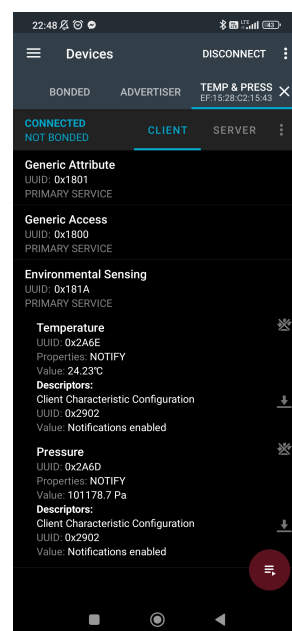 22:48
43
Devices
DISCONNECT
BONDED
ADVERTISER
TEMP & PRESS
EF:15:28:C2:15:43
CONNECTED
NOT BONDED
CLIENT
SERVER
Generic Attribute
UUID: 0x1801
PRIMARY SERVICE
Generic Access
UUID: 0x1800
PRIMARY SERVICE
Environmental Sensing
UUID: 0x181A
PRIMARY SERVICE
Temperature
UUID: 0x2A6E
Properties: NOTIFY
Value: 24.23°C
Descriptors:
Client Characteristic Configuration
UUID: 0x2902
Value: Notifications enabled
Pressure
UUID: 0x2A6D
Properties: NOTIFY
Value: 101178.7 Pa
Descriptors:
Client Characteristic Configuration
UUID: 0x2902
Value: Notifications enabled